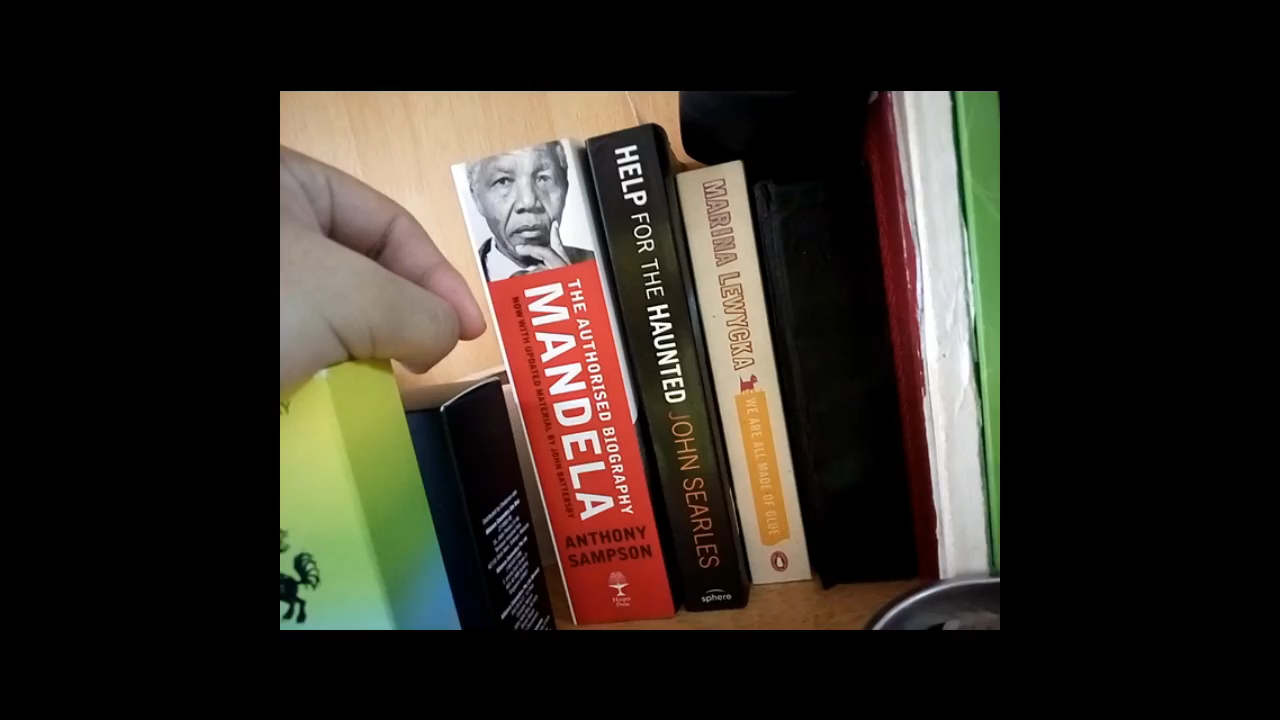 THE AUTHORISED BIOGRAPHY
MANDELA
NOW WITH UPDATED MATERIAL BY JOHN BATTERSBY
ANTHONY
SAMPSON
Harper
HELP FOR THE HAUNTED JOHN SEARLES
sphere
MARINA LEWYCKA
WE ARE ALL MADE OF GLUE